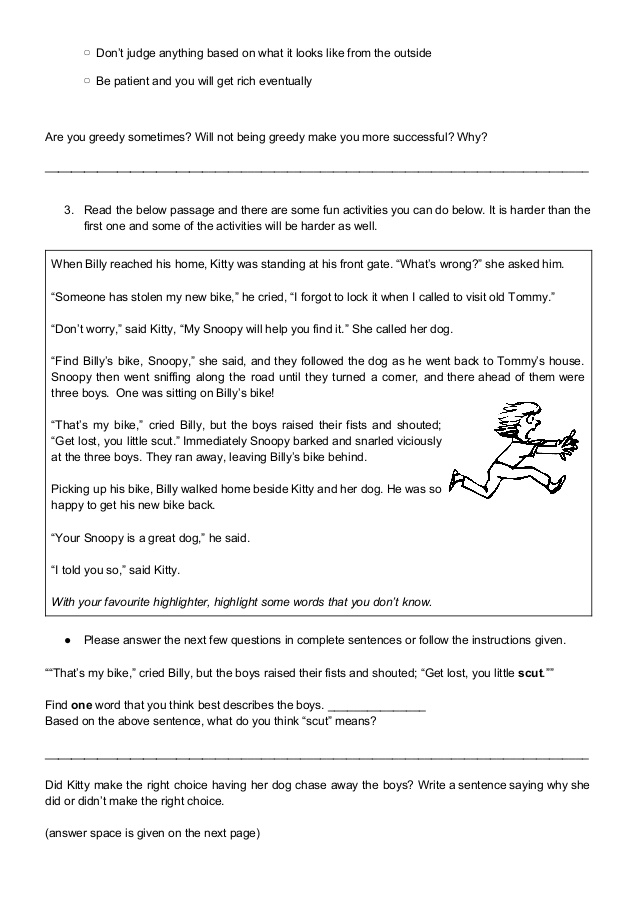 ○ Don’t judge anything based on what it looks like from the outside
○ Be patient and you will get rich eventually
Are you greedy sometimes? Will not being greedy make you more successful? Why?
3. Read the below passage and there are some fun activities you can do below. It is harder than the
first one and some of the activities will be harder as well.
When Billy reached his home, Kitty was standing at his front gate. “What’s wrong?” she asked him.
“Someone has stolen my new bike,” he cried, “I forgot to lock it when I called to visit old Tommy.”
“Don’t worry,” said Kitty, “My Snoopy will help you find it.” She called her dog.
“Find Billy’s bike, Snoopy,” she said, and they followed the dog as he went back to Tommy’s house.
Snoopy then went sniffing along the road until they turned a corner, and there ahead of them were
three boys. One was sitting on Billy’s bike!
“That’s my bike,” cried Billy, but the boys raised their fists and shouted;
“Get lost, you little scut.” Immediately Snoopy barked and snarled viciously
at the three boys. They ran away, leaving Billy’s bike behind.
Picking up his bike, Billy walked home beside Kitty and her dog. He was so
happy to get his new bike back.
“Your Snoopy is a great dog,” he said.
“I told you so,” said Kitty.
With your favourite highlighter, highlight some words that you don’t know.
● Please answer the next few questions in complete sentences or follow the instructions given.
““That’s my bike,” cried Billy, but the boys raised their fists and shouted; “Get lost, you little scut.””
Find one word that you think best describes the boys. _______________
Based on the above sentence, what do you think “scut” means?
Did Kitty make the right choice having her dog chase away the boys? Write a sentence saying why she
did or didn’t make the right choice.
(answer space is given on the next page)